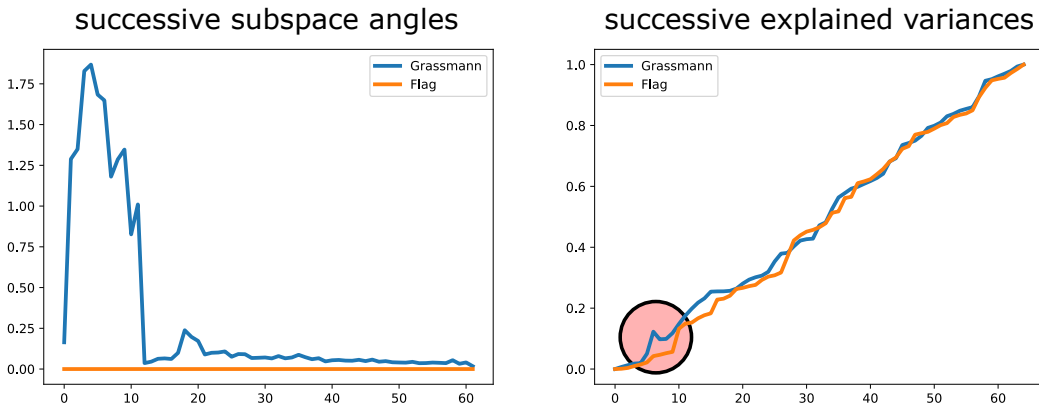 successive subspace angles
Grassmann
Flag
1.75
1.50
1.25
1.00
0.75
0.50
0.25
0.00
0 10 20 30 40 50 60
successive explained variances
Grassmann
Flag
1.0
0.8
0.6
0.4
0.2
0.0
0 10 20 30 40 50 60